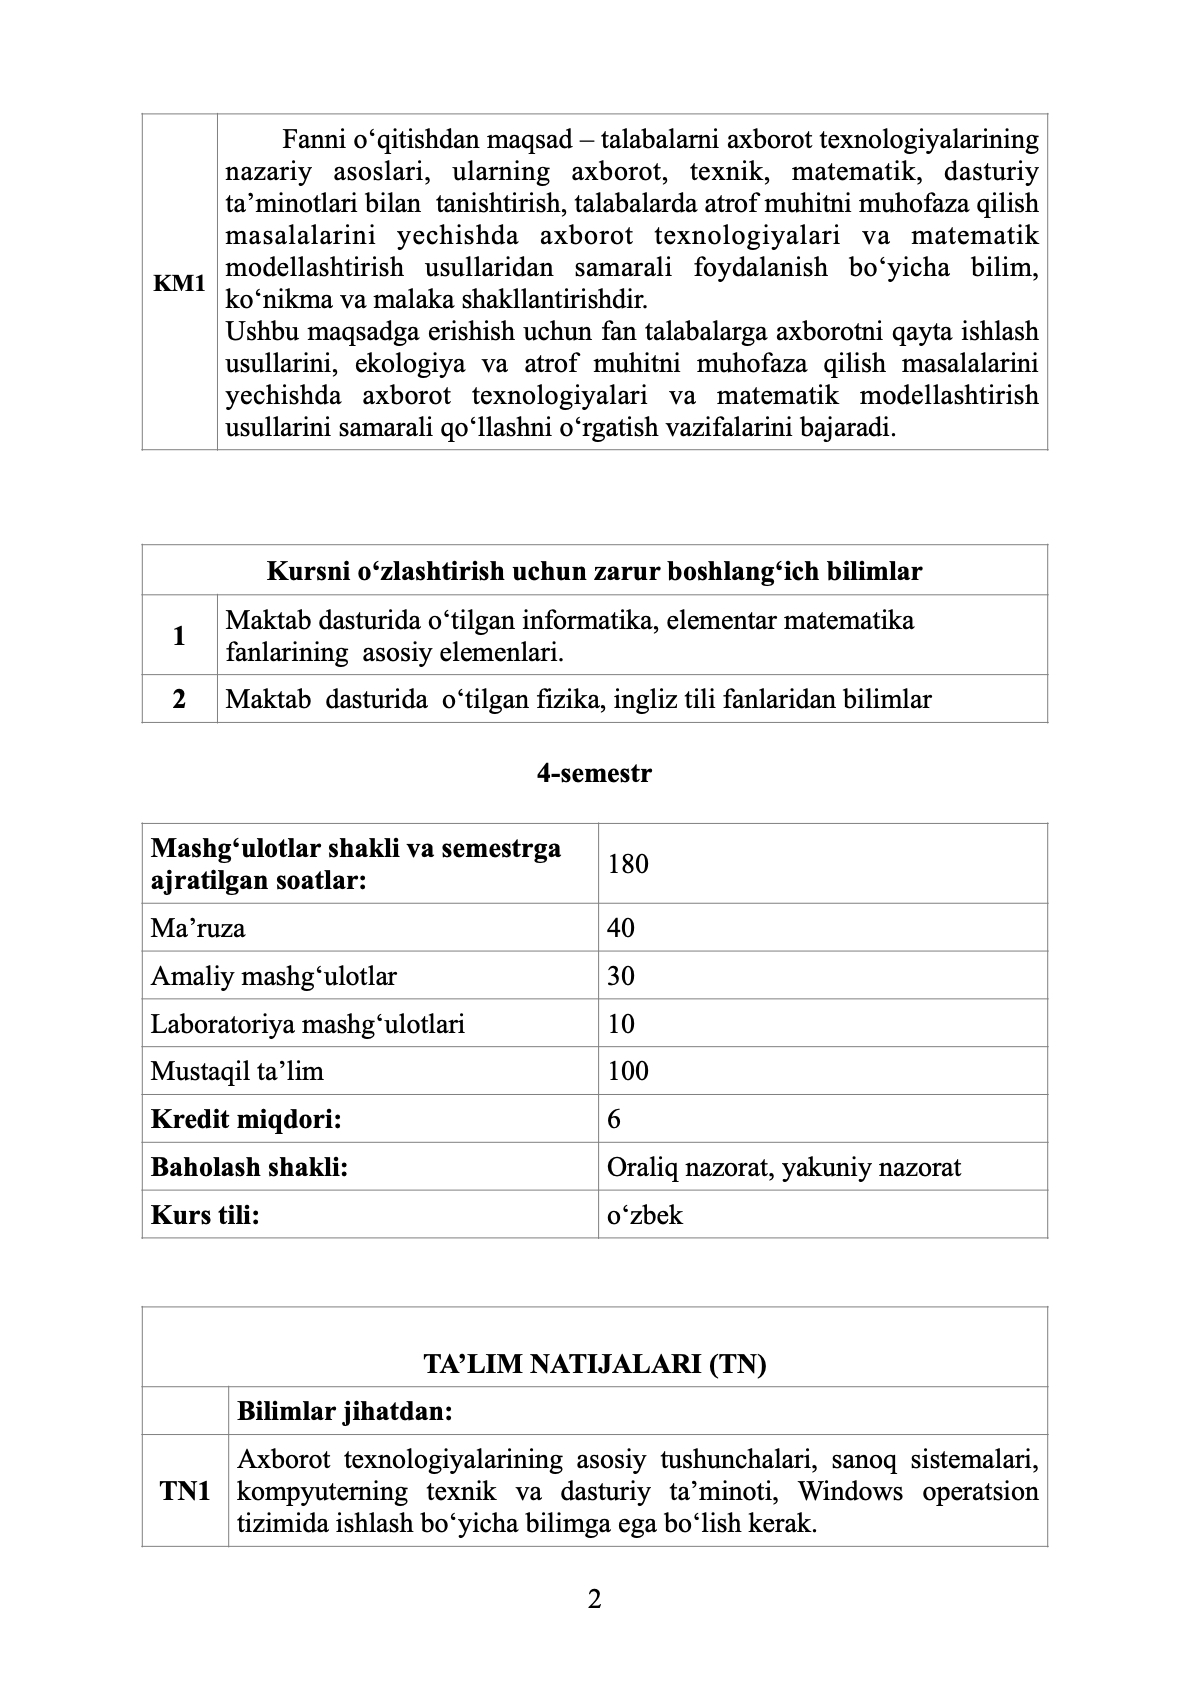 Fanni o‘qitishdan maqsad – talabalarni axborot texnologiyalarining
nazariy asoslari, ularning axborot, texnik, matematik, dasturiy
ta’minotlari bilan tanishtirish, talabalarda atrof muhitni muhofaza qilish
masalalarini yechishda axborot texnologiyalari va matematik
KM1 modellashtirish usullaridan samarali foydalanish bo‘yicha bilim,
ko‘nikma va malaka shakllantirishdir.
Ushbu maqsadga erishish uchun fan talabalarga axborotni qayta ishlash
usullarini, ekologiya va atrof muhitni muhofaza qilish masalalarini
yechishda axborot texnologiyalari va matematik modellashtirish
usullarini samarali qo‘llashni o‘rgatish vazifalarini bajaradi.
Kursni o‘zlashtirish uchun zarur boshlang‘ich bilimlar
1 Maktab dasturida o‘tilgan informatika, elementar matematika
fanlarining asosiy elemenlari.
2 Maktab dasturida o‘tilgan fizika, ingliz tili fanlaridan bilimlar
4-semestr
Mashg‘ulotlar shakli va semestrga
ajratilgan soatlar: 180
Ma’ruza 40
Amaliy mashg‘ulotlar 30
Laboratoriya mashg‘ulotlari 10
Mustaqil ta’lim 100
Kredit miqdori: 6
Baholash shakli: Oraliq nazorat, yakuniy nazorat
Kurs tili: o‘zbek
TA’LIM NATIJALARI (TN)
Bilimlar jihatdan:
Axborot texnologiyalarining asosiy tushunchalari, sanoq sistemalari,
TN1 kompyuterning texnik va dasturiy ta’minoti, Windows operatsion
tizimida ishlash bo‘yicha bilimga ega bo‘lish kerak.
2